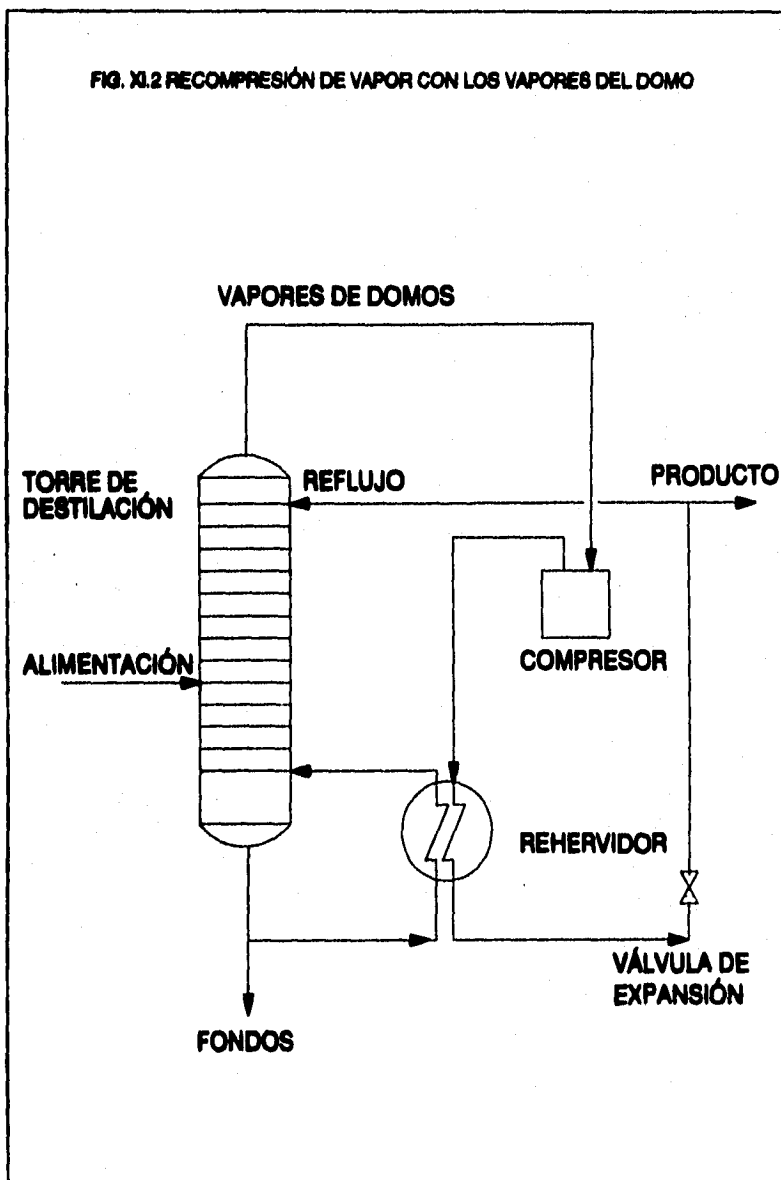 FIG. XI.2 RECOMPRESIÓN DE VAPOR CON LOS VAPORES DEL DOMO
VAPORES DE DOMOS
TORRE DE
DESTILACIÓN
REFLUJO
PRODUCTO
ALIMENTACIÓN
COMPRESOR
REHERVIDOR
VÁLVULA DE
EXPANSIÓN
FONDOS